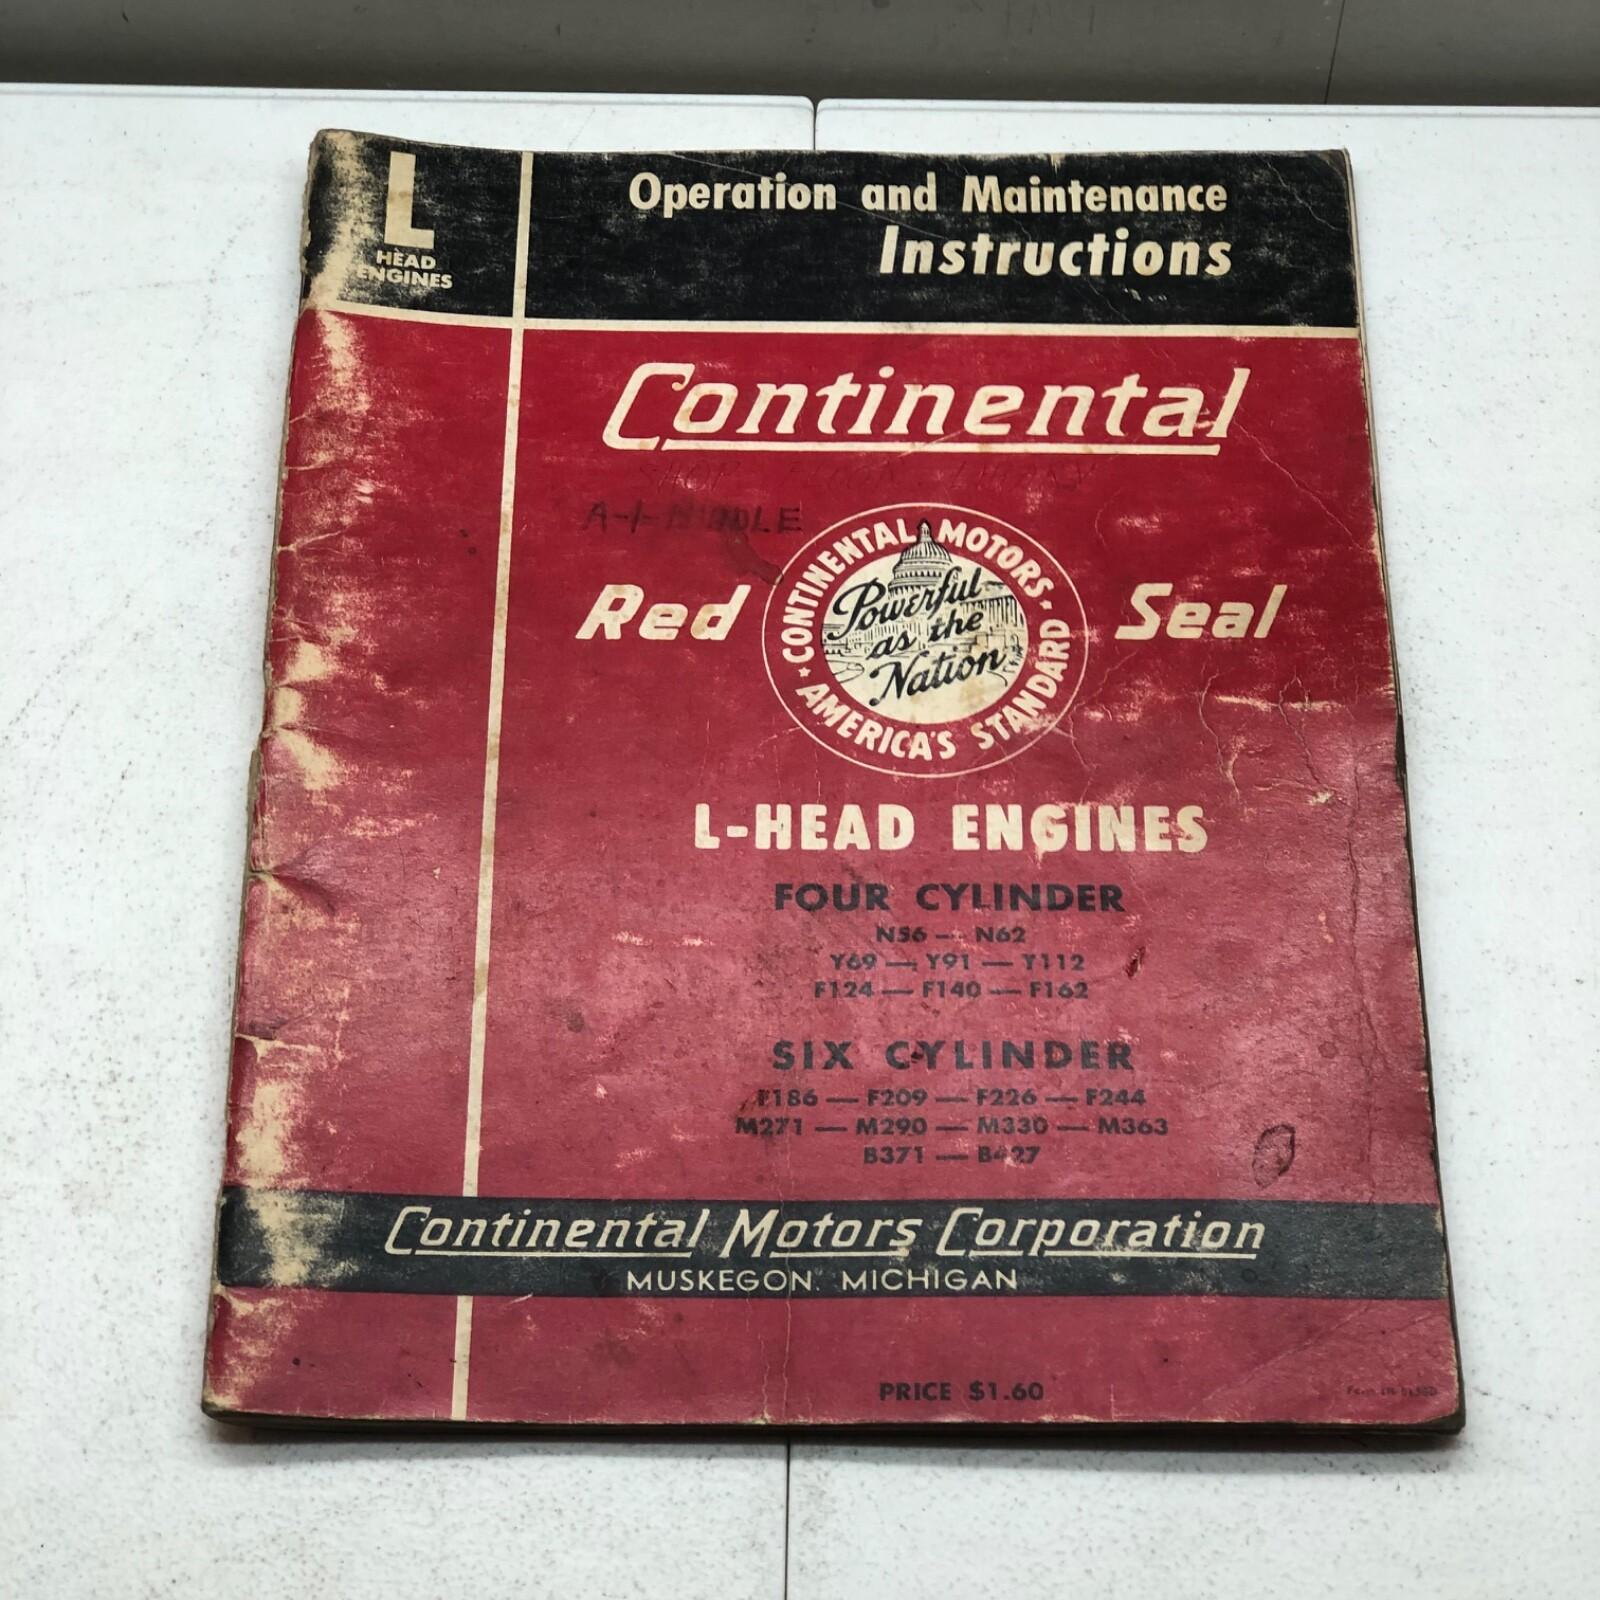 L
HEAD
ENGINES
Operation and Maintenance
Instructions
Continental
SHOP
Red
Seal
CONTINENTAL MOTORS
Powerful
as the
Nation
AMERICA'S STANDARD
L-HEAD ENGINES
FOUR CYLINDER
N56 — N62
Y69 — Y91 — Y112
F124 — F140 — F162
SIX CYLINDER
F186 — F209 — F226 — F244
M271 — M290 — M330 — M363
B371 — B427
Continental Motors Corporation
MUSKEGON, MICHIGAN
PRICE $1.60